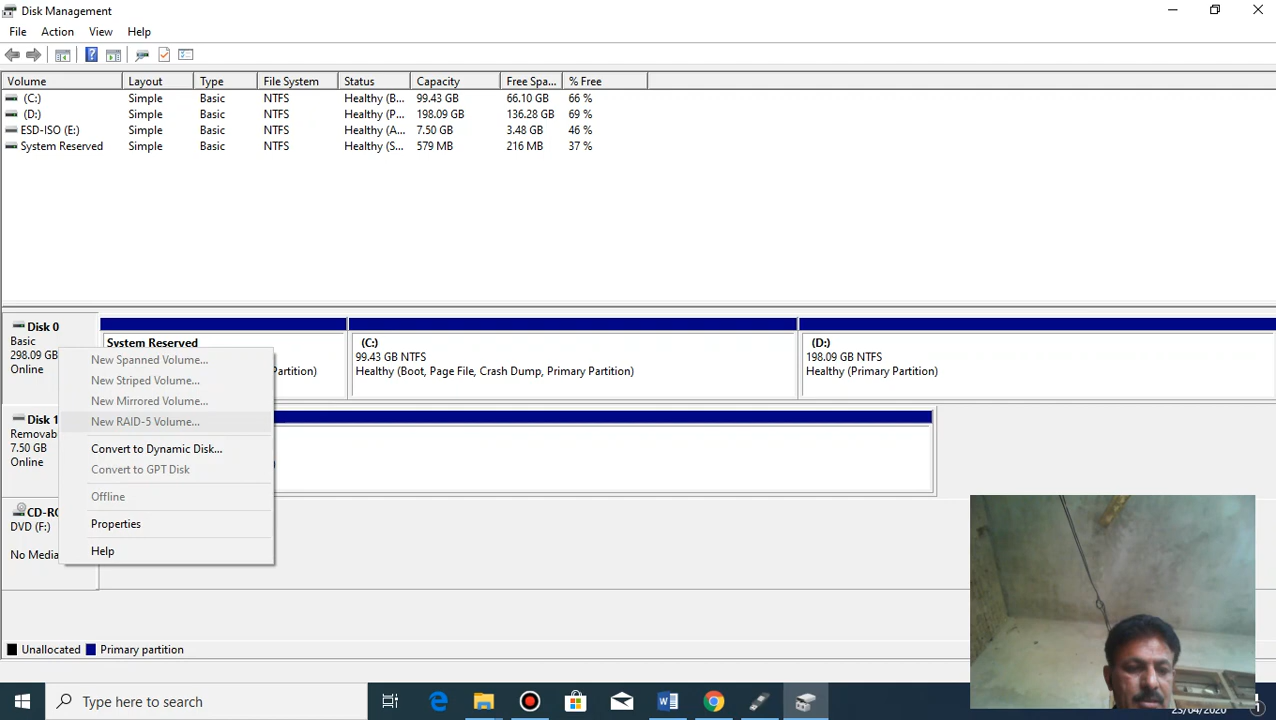 Disk Management
File Action View Help
Volume Layout Type File System Status Capacity Free Spa... % Free
(C:) Simple Basic NTFS Healthy (B... 99.43 GB 66.10 GB 66 %
(D:) Simple Basic NTFS Healthy (P... 198.09 GB 136.28 GB 69 %
ESD-ISO (E:) Simple Basic NTFS Healthy (A... 7.50 GB 3.48 GB 46 %
System Reserved Simple Basic NTFS Healthy (S... 579 MB 216 MB 37 %
Disk 0
Basic
298.09 GB
Online
System Reserved
Partition)
(C:)
99.43 GB NTFS
Healthy (Boot, Page File, Crash Dump, Primary Partition)
(D:)
198.09 GB NTFS
Healthy (Primary Partition)
New Spanned Volume...
New Striped Volume...
New Mirrored Volume...
New RAID-5 Volume...
Convert to Dynamic Disk...
Convert to GPT Disk
Offline
Properties
Help
Disk 1
Removab
7.50 GB
Online
)
CD-RO
DVD (F:)
No Media
Unallocated Primary partition
Type here to search
23/04/2020
1